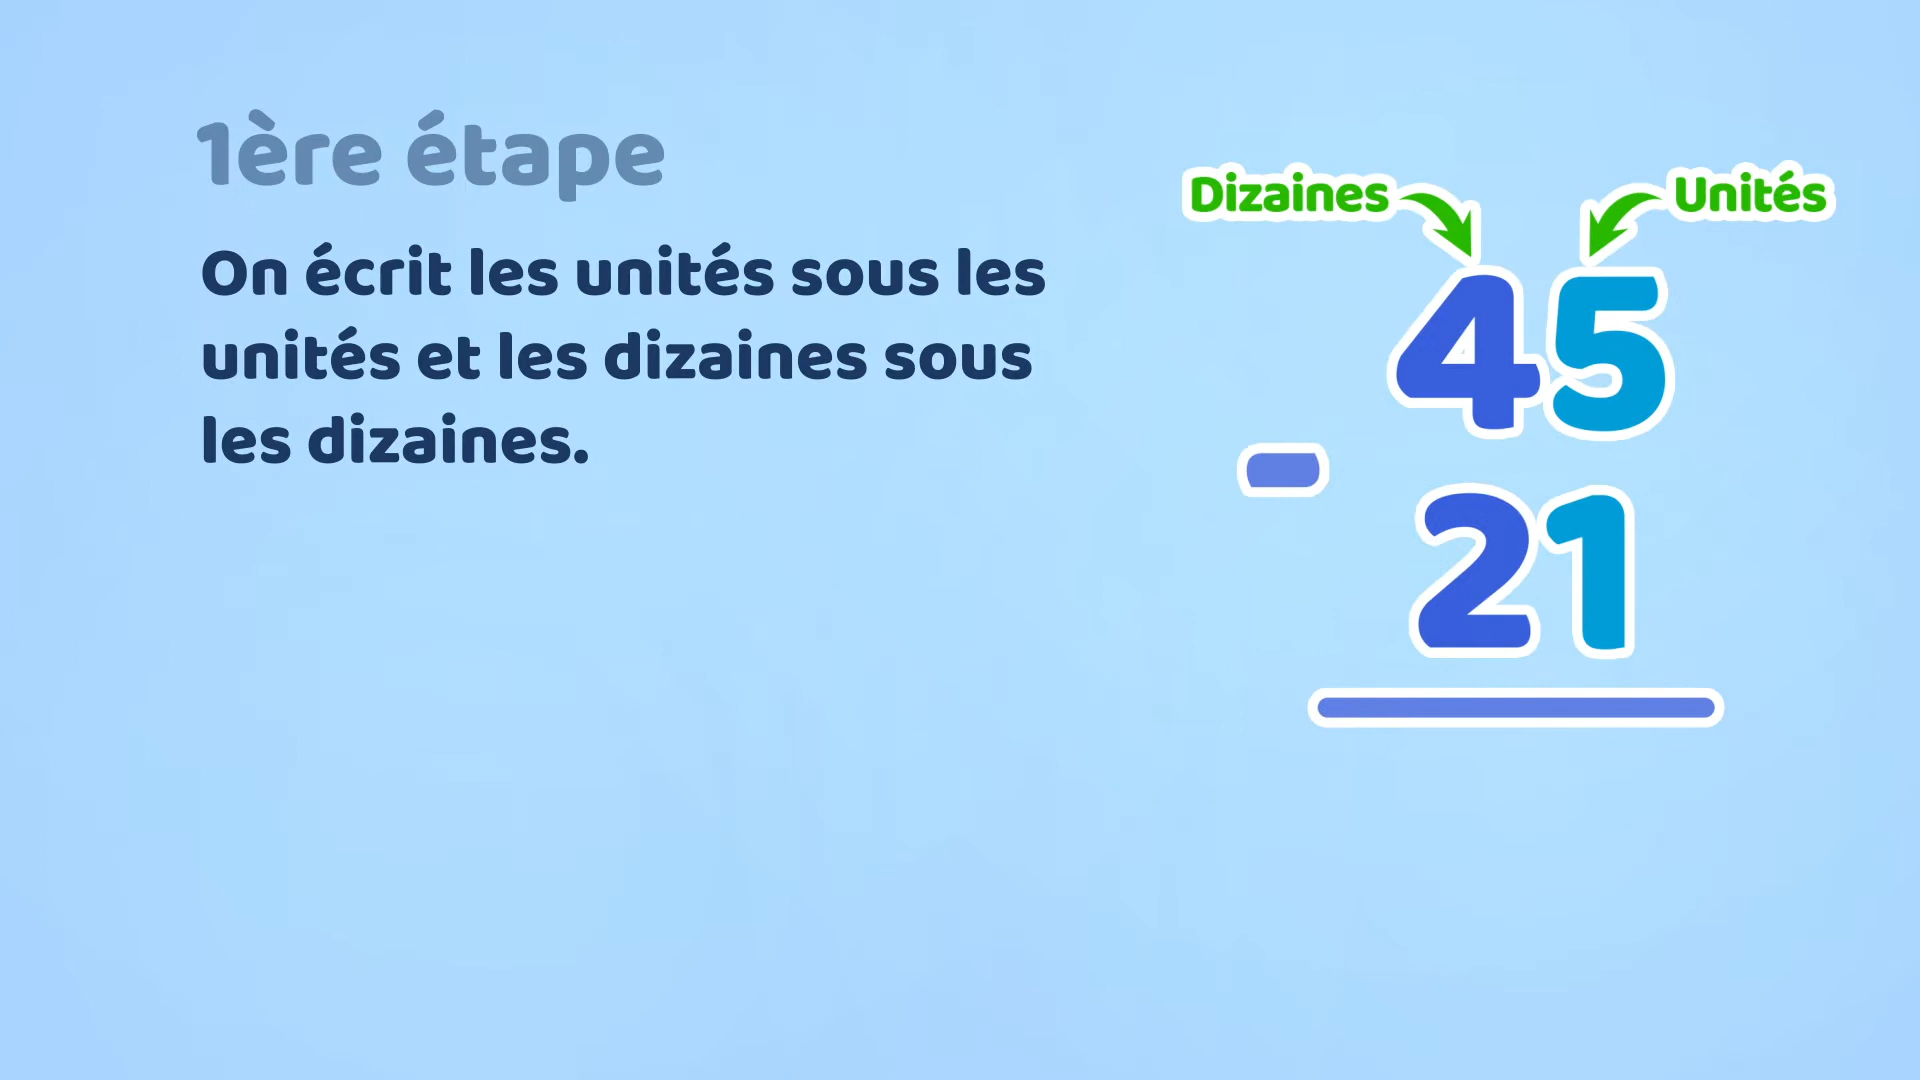 1ère étape
On écrit les unités sous les
unités et les dizaines sous
les dizaines.
Dizaines Unités
45
-
21